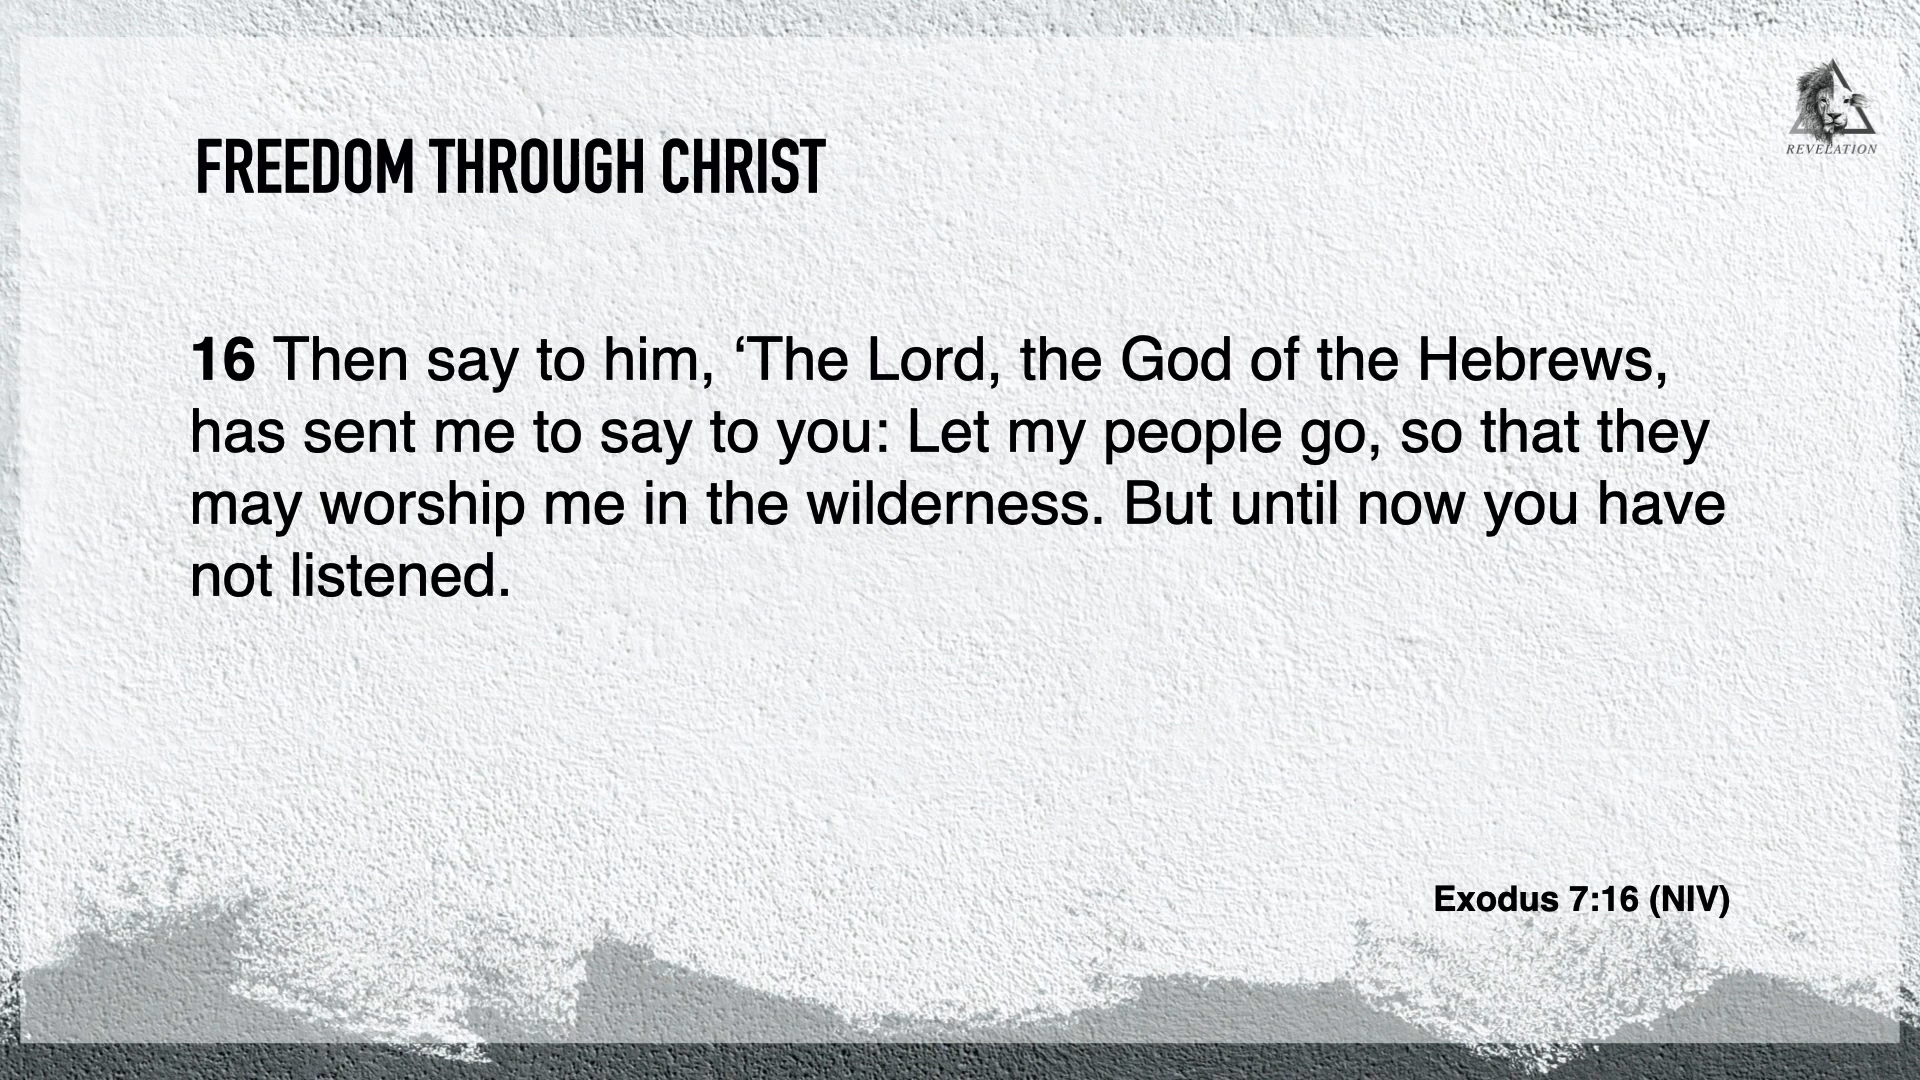 REVELATION
FREEDOM THROUGH CHRIST
16 Then say to him, ‘The Lord, the God of the Hebrews,
has sent me to say to you: Let my people go, so that they
may worship me in the wilderness. But until now you have
not listened.
Exodus 7:16 (NIV)